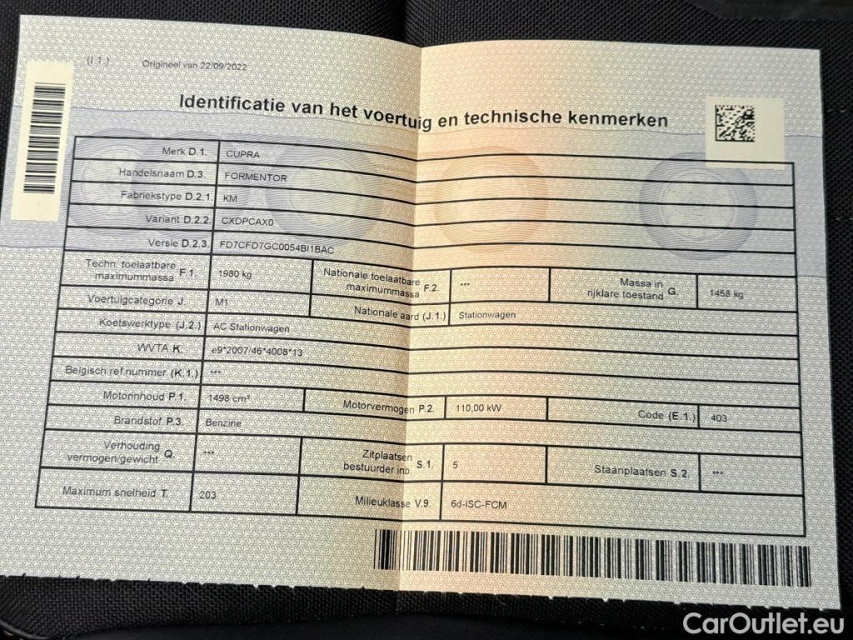 (I.1.) Origineel van 22/09/2022
Identificatie van het voertuig en technische kenmerken
Merk D.1. CUPRA
Handelsnaam D.3. FORMENTOR
Fabriekstype D.2.1. KM
Variant D.2.2. CXDPCAX0
Versie D.2.3. FD7CFD7GC0054BI1BAC
Techn. toelaatbare maximummassa F.1. 1980 kg Nationale toelaatbare maximummassa F.2. *** Massa in rijklare toestand G. 1458 kg
Voertuigcategorie J. M1 Nationale aard (J.1.) Stationwagen
Koetswerktype (J.2.) AC Stationwagen
WVTA K. e9*2007/46*4008*13
Belgisch ref.nummer (K.1.) ***
Motorinhoud P.1. 1498 cm³ Motorvermogen P.2. 110,00 kW Code (E.1.) 403
Brandstof P.3. Benzine
Verhouding vermogen/gewicht Q. *** Zitplaatsen bestuurder inb. S.1. 5 Staanplaatsen S.2. ***
Maximum snelheid T. 203 Milieuklasse V.9. 6d-ISC-FCM
CarOutlet.eu